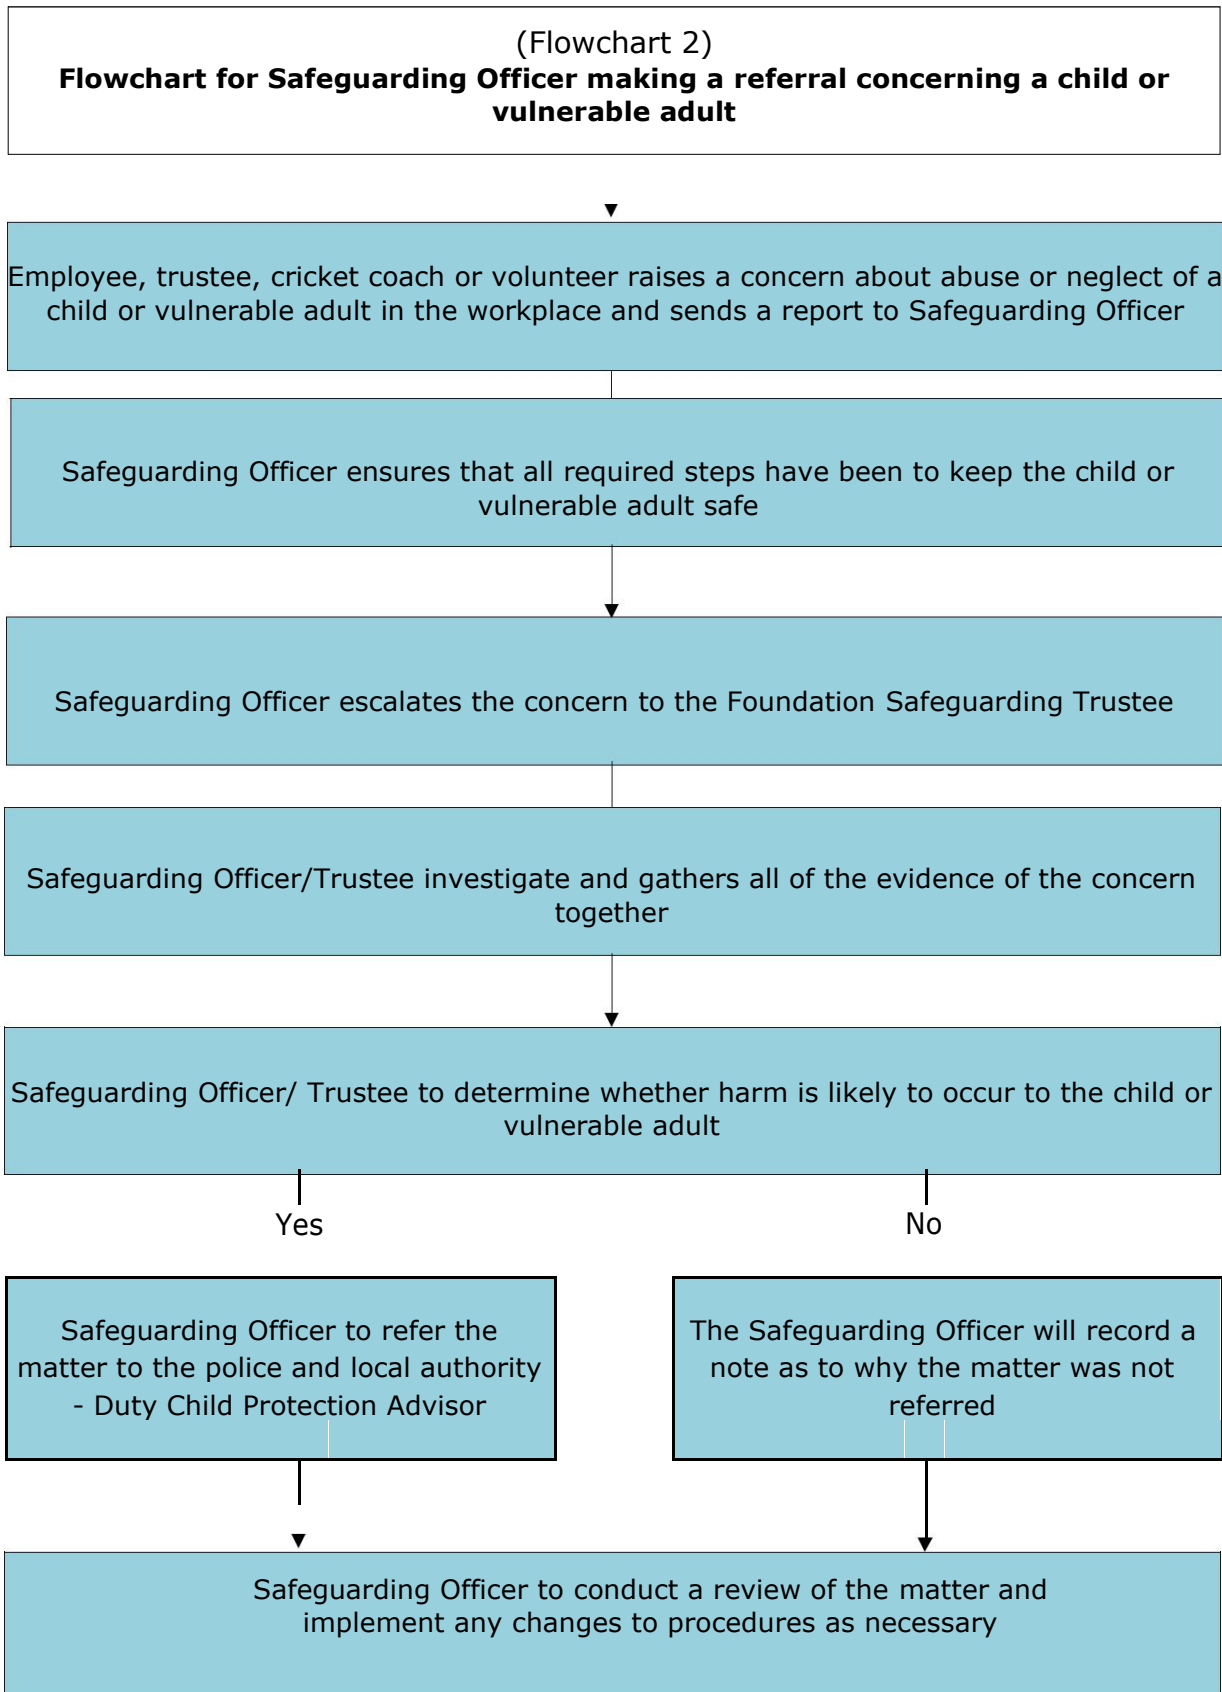 (Flowchart 2)
Flowchart for Safeguarding Officer making a referral concerning a child or
vulnerable adult
Employee, trustee, cricket coach or volunteer raises a concern about abuse or neglect of a
child or vulnerable adult in the workplace and sends a report to Safeguarding Officer
Safeguarding Officer ensures that all required steps have been to keep the child or
vulnerable adult safe
Safeguarding Officer escalates the concern to the Foundation Safeguarding Trustee
Safeguarding Officer/Trustee investigate and gathers all of the evidence of the concern
together
Safeguarding Officer/ Trustee to determine whether harm is likely to occur to the child or
vulnerable adult
Yes
No
Safeguarding Officer to refer the
matter to the police and local authority
- Duty Child Protection Advisor
The Safeguarding Officer will record a
note as to why the matter was not
referred
Safeguarding Officer to conduct a review of the matter and
implement any changes to procedures as necessary